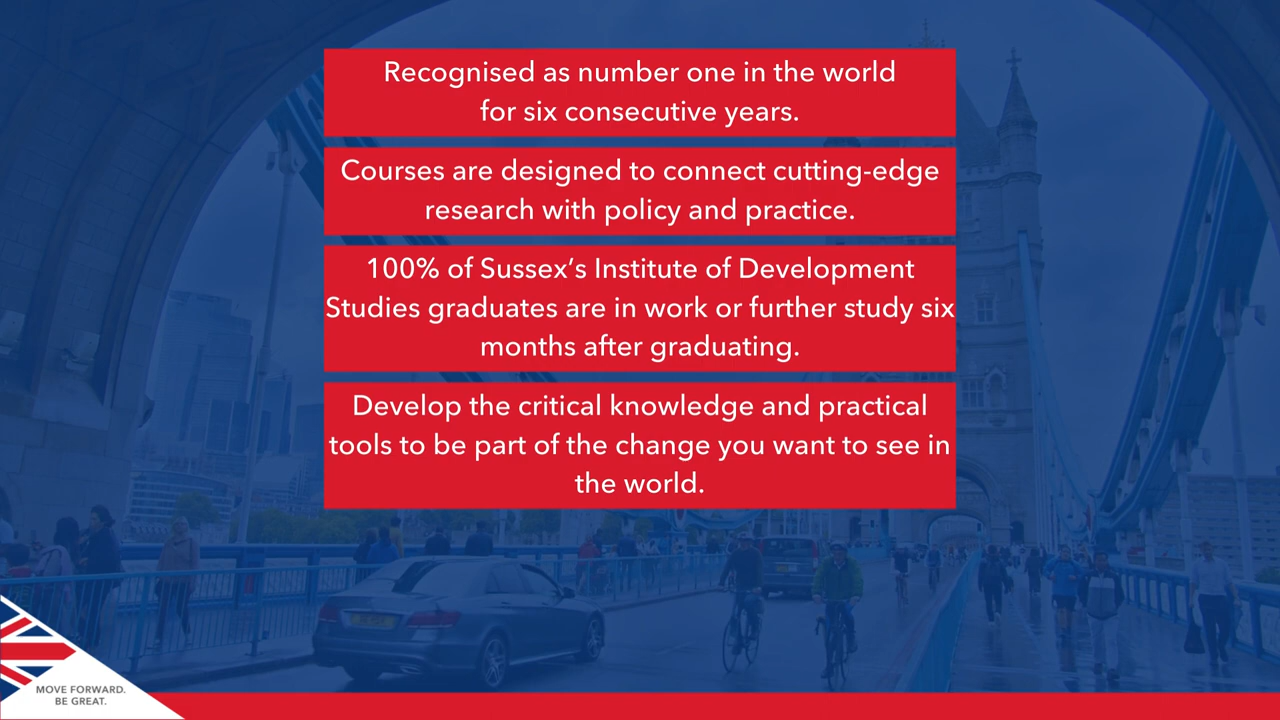 Recognised as number one in the world
for six consecutive years.
Courses are designed to connect cutting-edge
research with policy and practice.
100% of Sussex’s Institute of Development
Studies graduates are in work or further study six
months after graduating.
Develop the critical knowledge and practical
tools to be part of the change you want to see in
the world.
MOVE FORWARD.
BE GREAT.